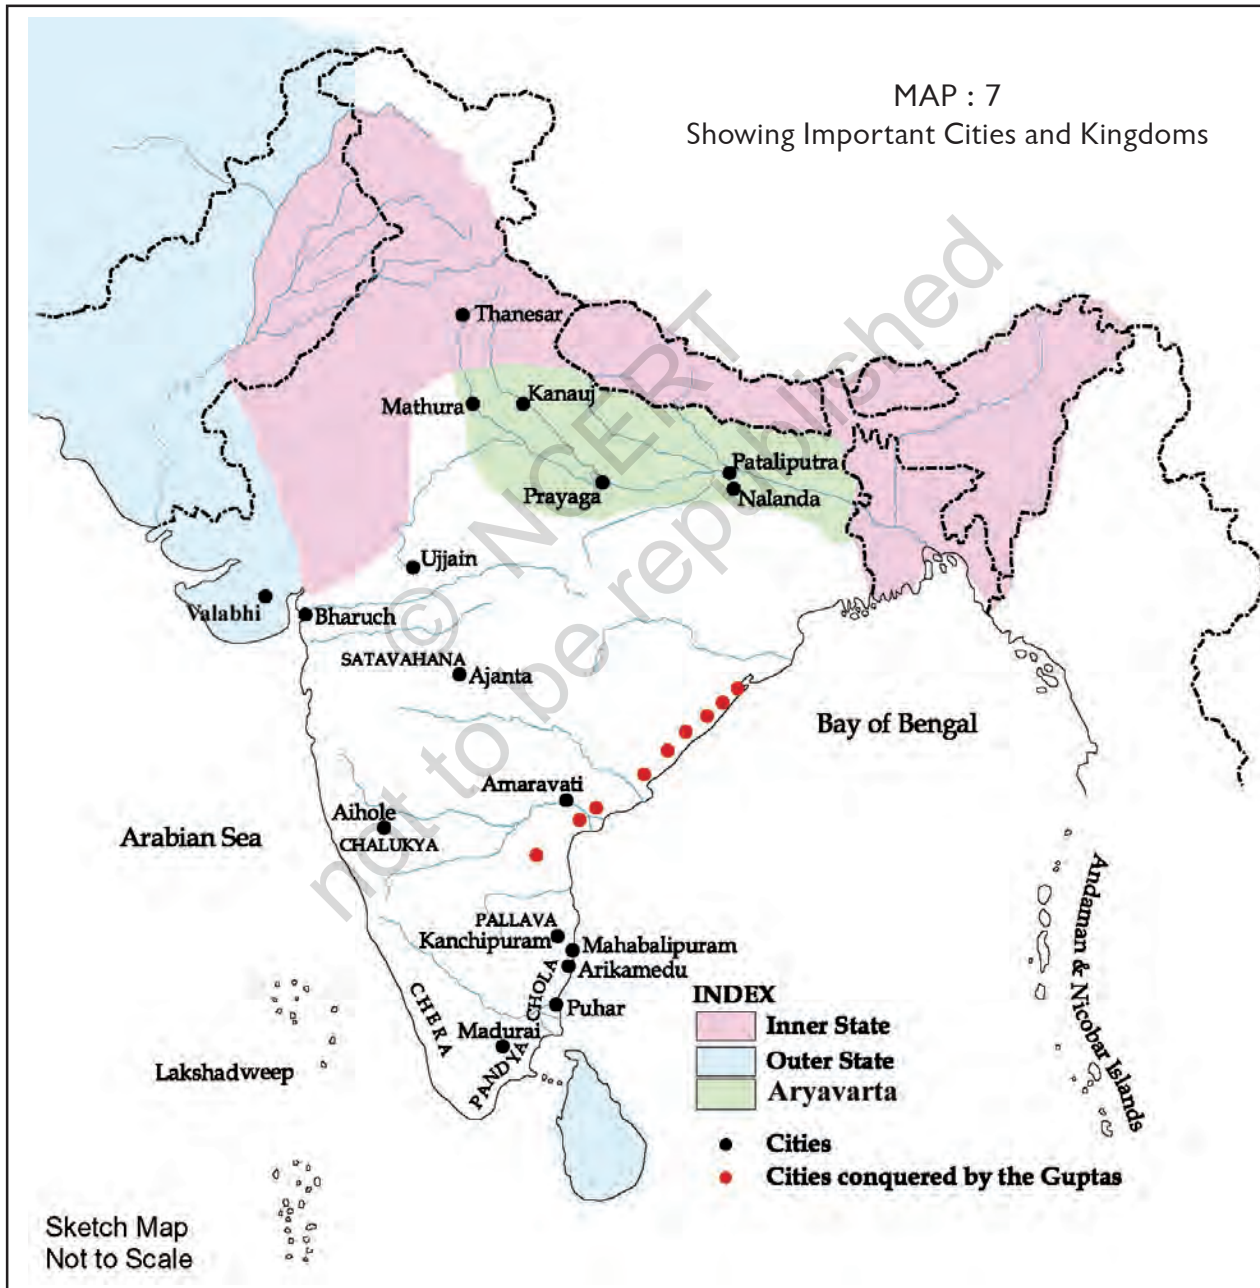 MAP : 7
Showing Important Cities and Kingdoms
Thanesar
Kanauj
Mathura
Pataliputra
Prayaga
Nalanda
Ujjain
Valabhi
Bharuch
SATAVAHANA
Ajanta
Bay of Bengal
Amaravati
Aihole
Arabian Sea
CHALUKYA
PALLAVA
Kanchipuram
Mahabalipuram
Arikamedu
CHOLA
Puhar
CHERA
Madurai
PANDYA
Lakshadweep
Andaman & Nicobar Islands
INDEX
Inner State
Outer State
Aryavarta
Cities
Cities conquered by the Guptas
Sketch Map
Not to Scale
© NCERT
not to be republished